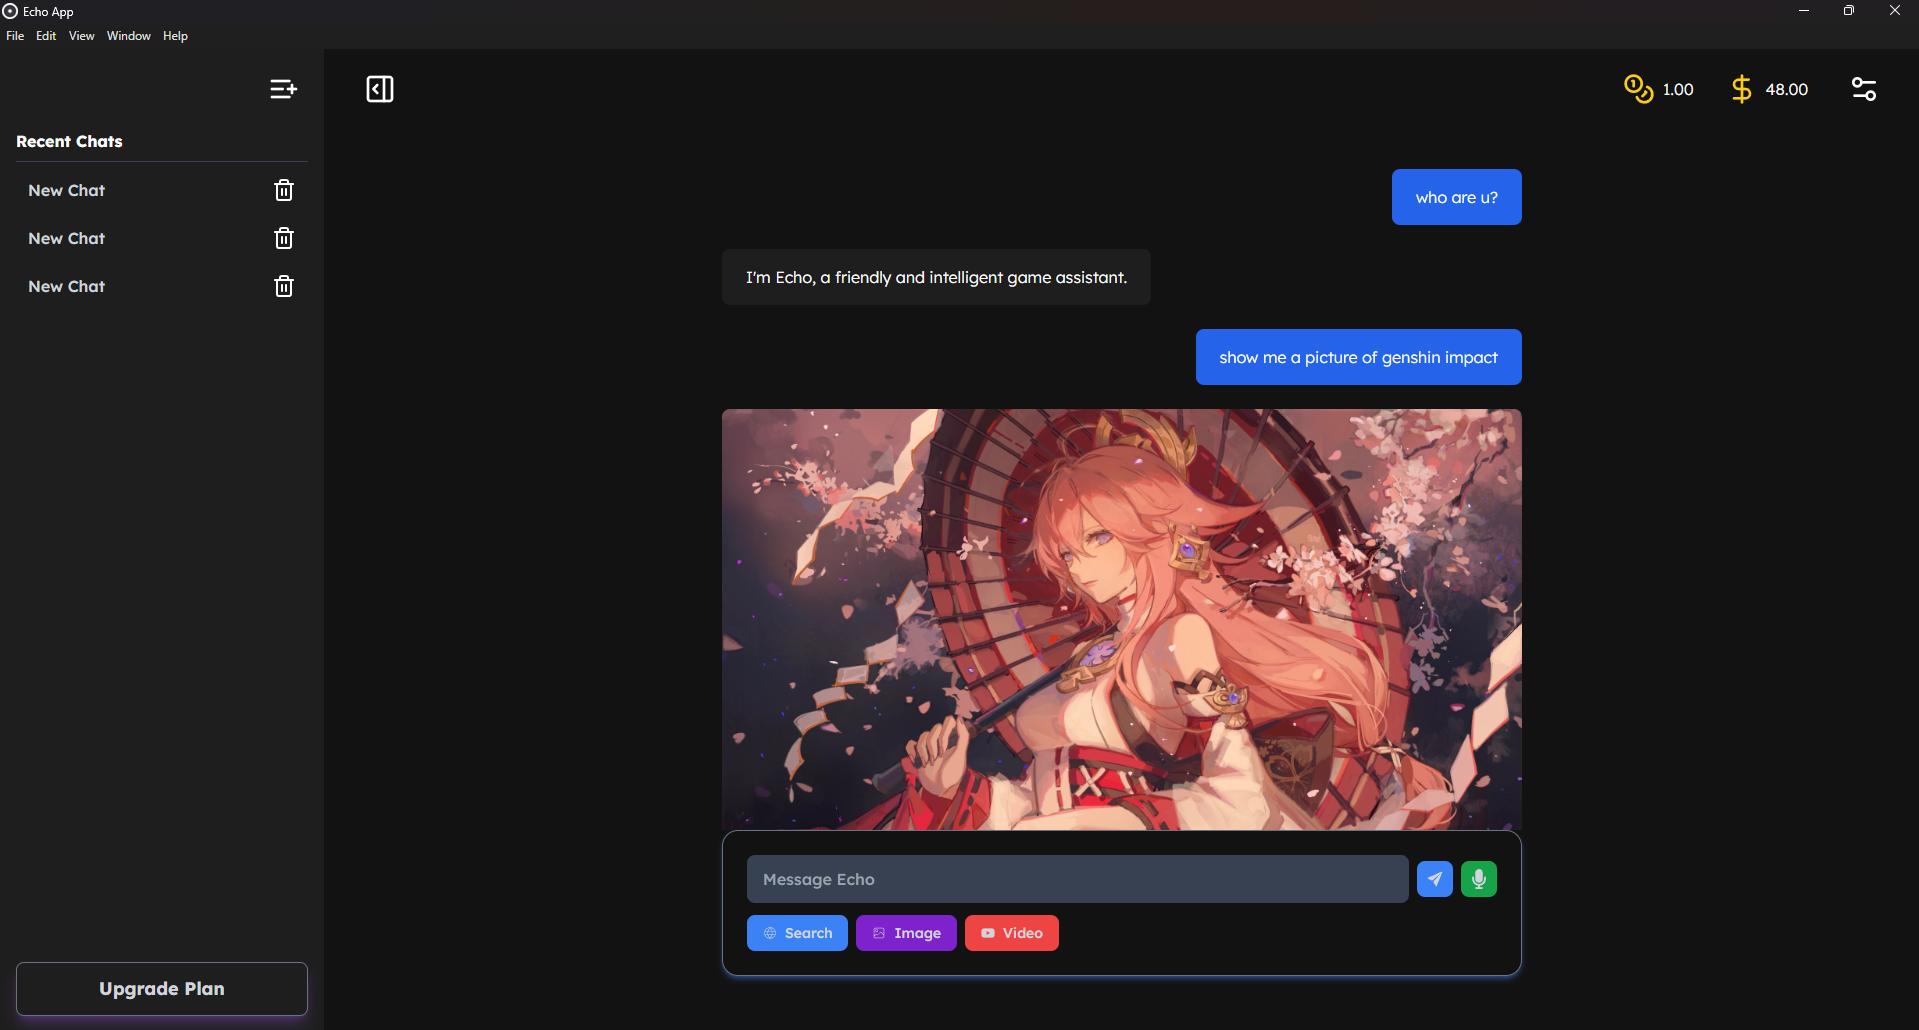 Echo App
File Edit View Window Help
1.00 48.00
Recent Chats
New Chat
New Chat
New Chat
who are u?
I'm Echo, a friendly and intelligent game assistant.
show me a picture of genshin impact
Message Echo
Search Image Video
Upgrade Plan